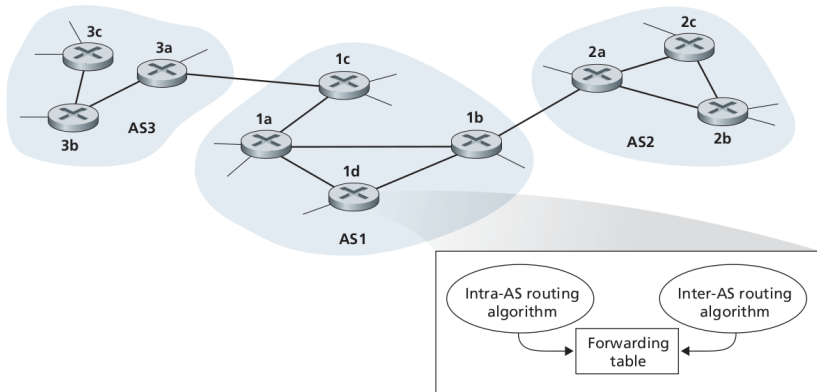 3c
3a
3b
AS3
1c
1a
1b
1d
AS1
2c
2a
2b
AS2
Intra-AS routing
algorithm
Inter-AS routing
algorithm
Forwarding
table